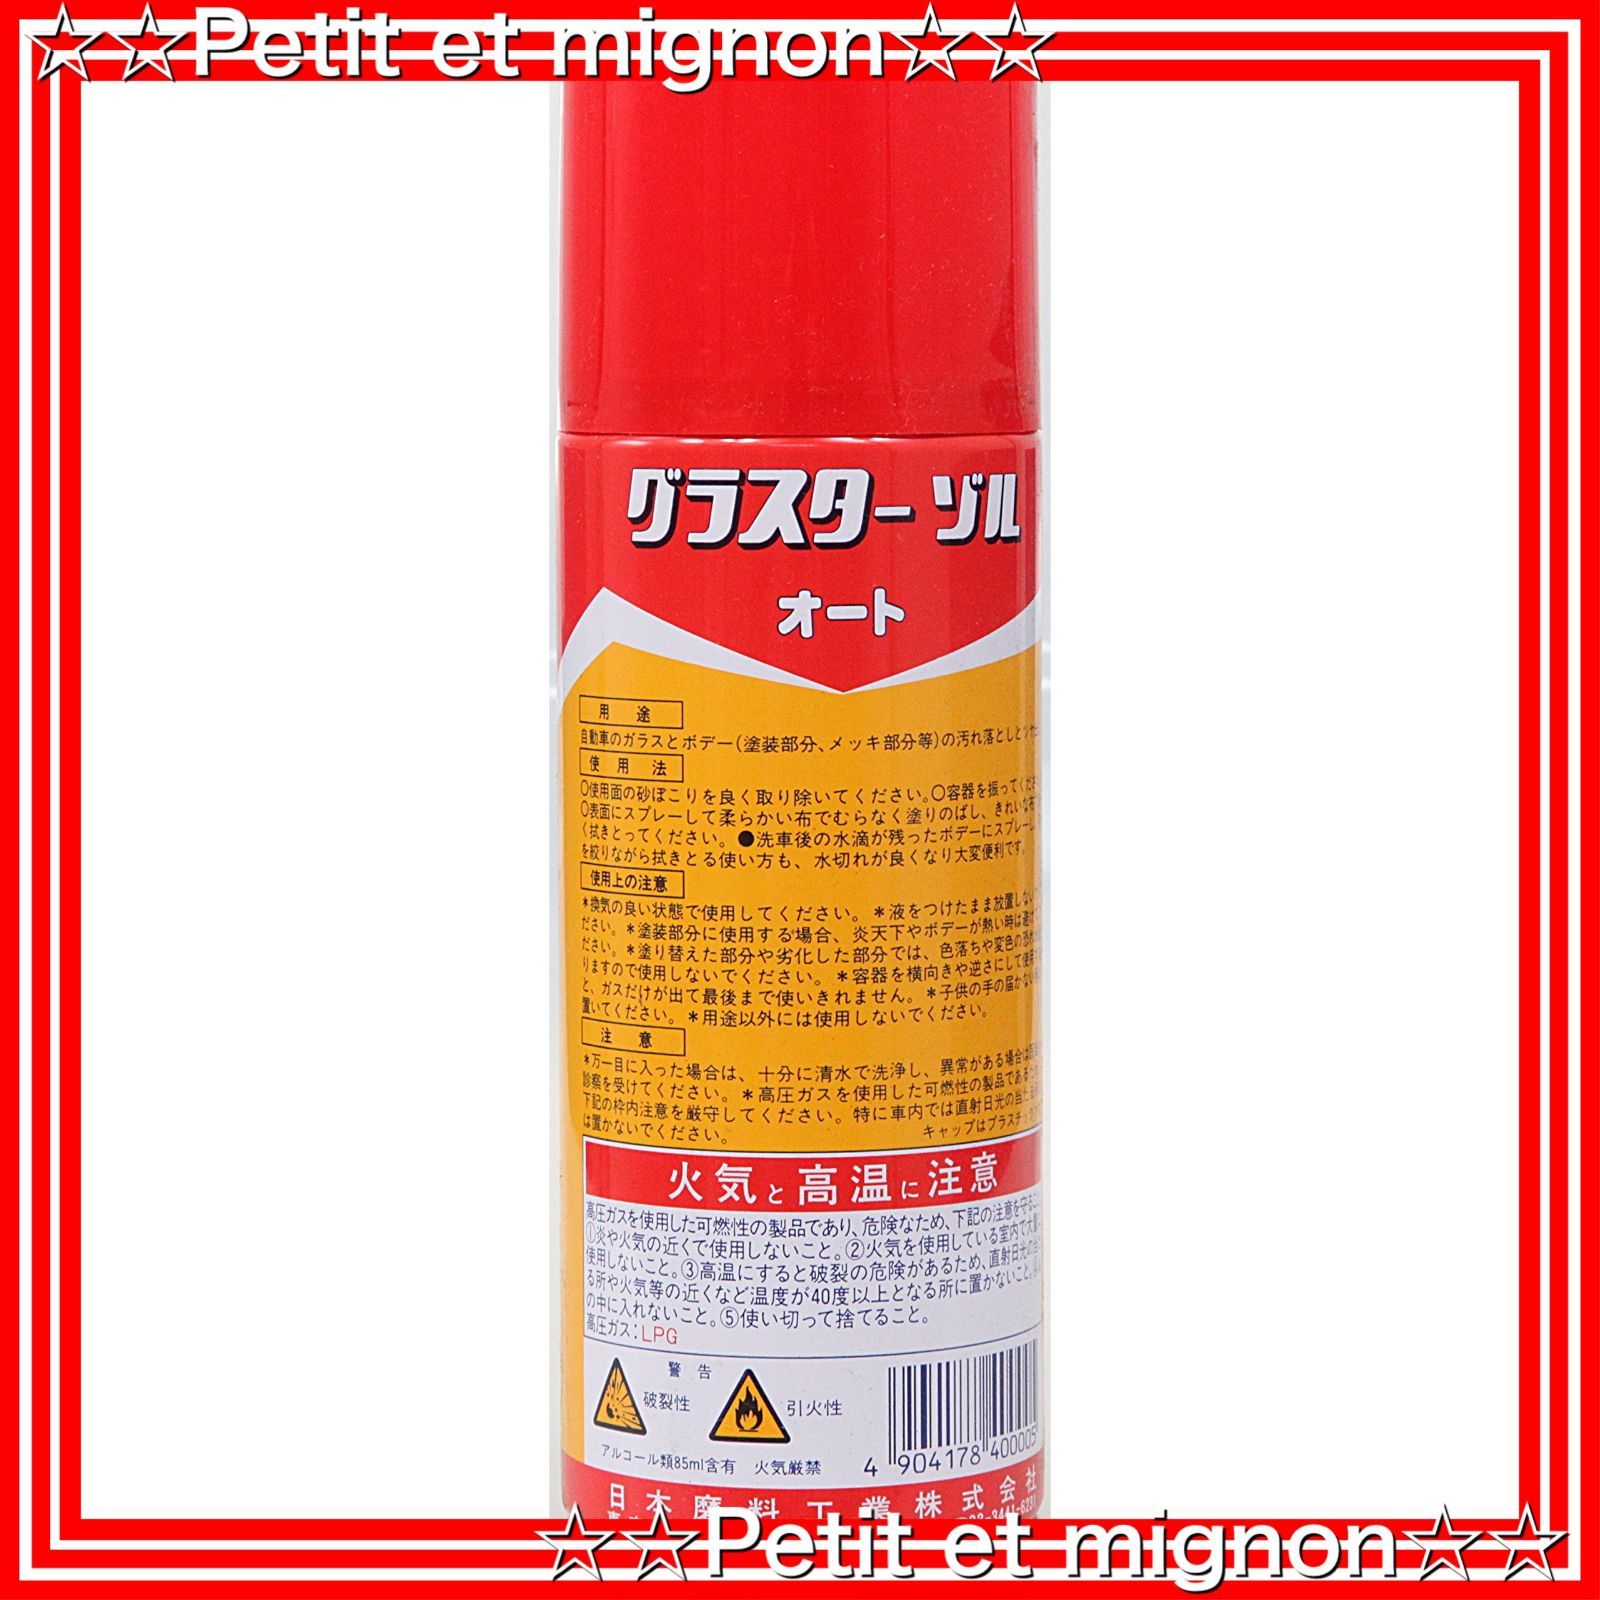 ☆☆Petit et mignon☆☆
グラスター ゾル
オート
用途
自動車のガラスとボデー(塗装部分、メッキ部分等)の汚れ落としとツヤ
使用法
○使用面の砂ぼこりを良く取り除いてください。○容器を振ってくださ
○表面にスプレーして柔らかい布でむらなく塗りのばし、きれいな布
く拭きとってください。●洗車後の水滴が残ったボデーにスプレーし、
を絞りながら拭きとる使い方も、水切れが良くなり大変便利です。
使用上の注意
*換気の良い状態で使用してください。*液をつけたまま放置しない
ださい。*塗装部分に使用する場合、炎天下やボデーが熱い時は避け
ださい。*塗り替えた部分や劣化した部分では、色落ちや変色の恐れ
りますので使用しないでください。*容器を横向きや逆さにして使用
と、ガスだけが出て最後まで使いきれません。*子供の手の届かない
置いてください。*用途以外には使用しないでください。
注意
*万一目に入った場合は、十分に清水で洗浄し、異常がある場合は
診察を受けてください。*高圧ガスを使用した可燃性の製品であ
下記の枠内注意を厳守してください。特に車内では直射日光の当たる
は置かないでください。 キャップはプラスチック
火気と高温に注意
高圧ガスを使用した可燃性の製品であり、危険なため、下記の注意を守ること
①炎や火気の近くで使用しないこと。②火気を使用している室内で大量に
使用しないこと。③高温にすると破裂の危険があるため、直射日光の当
る所や火気等の近くなど温度が40度以上となる所に置かないこと。
の中に入れないこと。⑤使い切って捨てること。
高圧ガス:LPG
警告
破裂性
引火性
アルコール類85ml含有 火気厳禁
4 904178 400005
日本磨料工業株式会社
☆☆Petit et mignon☆☆